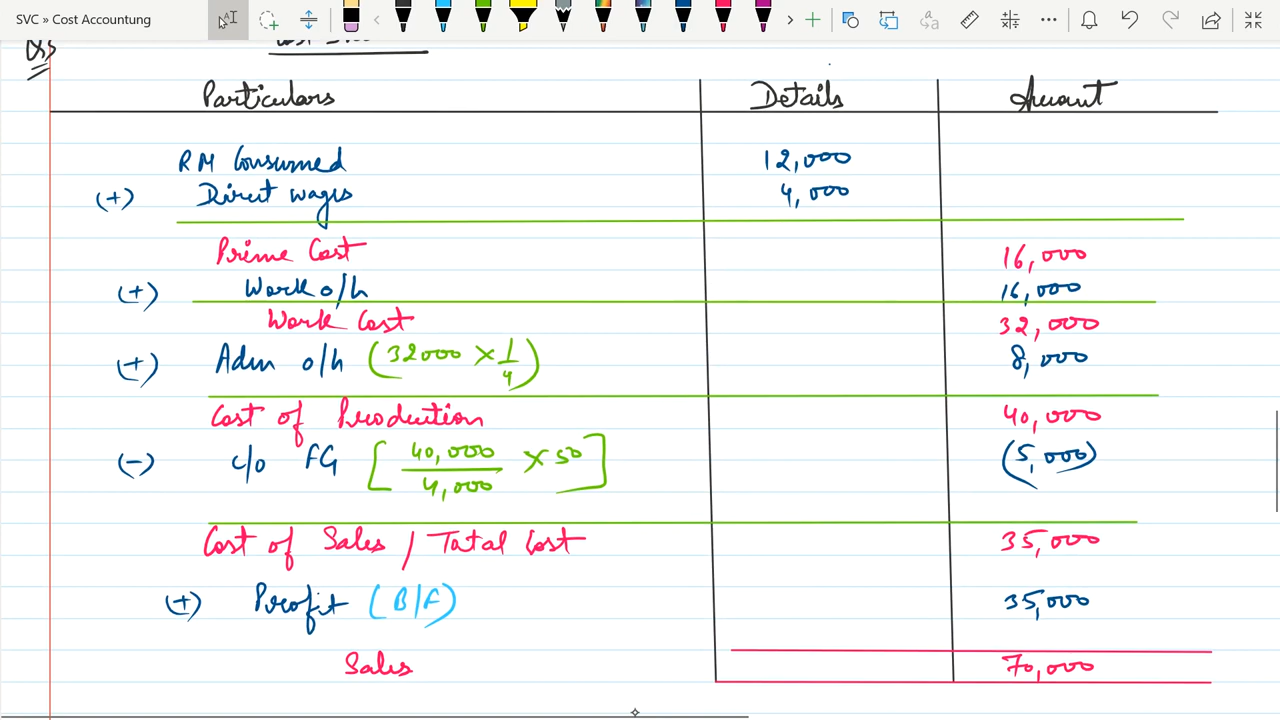 SVC » Cost Accountung
Particulars Details Amount
RM Consumed 12,000
(+) Direct wages 4,000
Prime Cost 16,000
(+) Work o/h 16,000
Work Cost 32,000
(+) Adm o/h (32000 × 1/4) 8,000
Cost of Production 40,000
(-) c/o FG [40,000/4,000 × 50] (5,000)
Cost of Sales / Total Cost 35,000
(+) Profit (B/F) 35,000
Sales 70,000